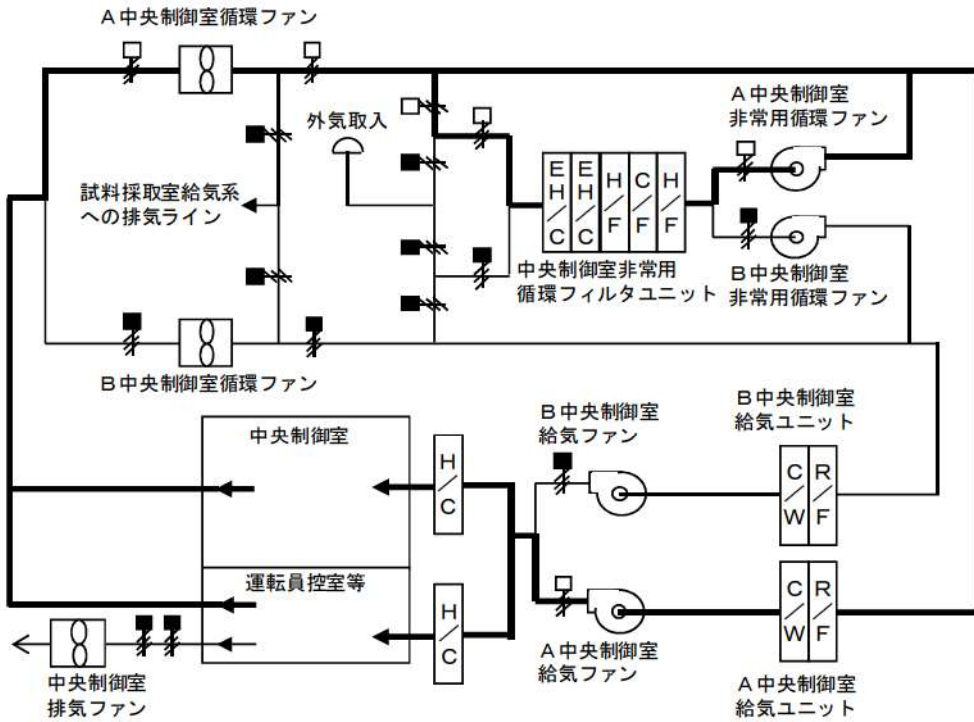 A中央制御室循環ファン
外気取入
A中央制御室
非常用循環ファン
試料採取室給気系
への排気ライン
EH/C
EH/C
H/F
C/F
H/F
中央制御室非常用
循環フィルタユニット
B中央制御室
非常用循環ファン
B中央制御室循環ファン
中央制御室
H/C
B中央制御室
給気ファン
B中央制御室
給気ユニット
C/W
R/F
運転員控室等
H/C
A中央制御室
給気ファン
C/W
R/F
A中央制御室
給気ユニット
中央制御室
排気ファン